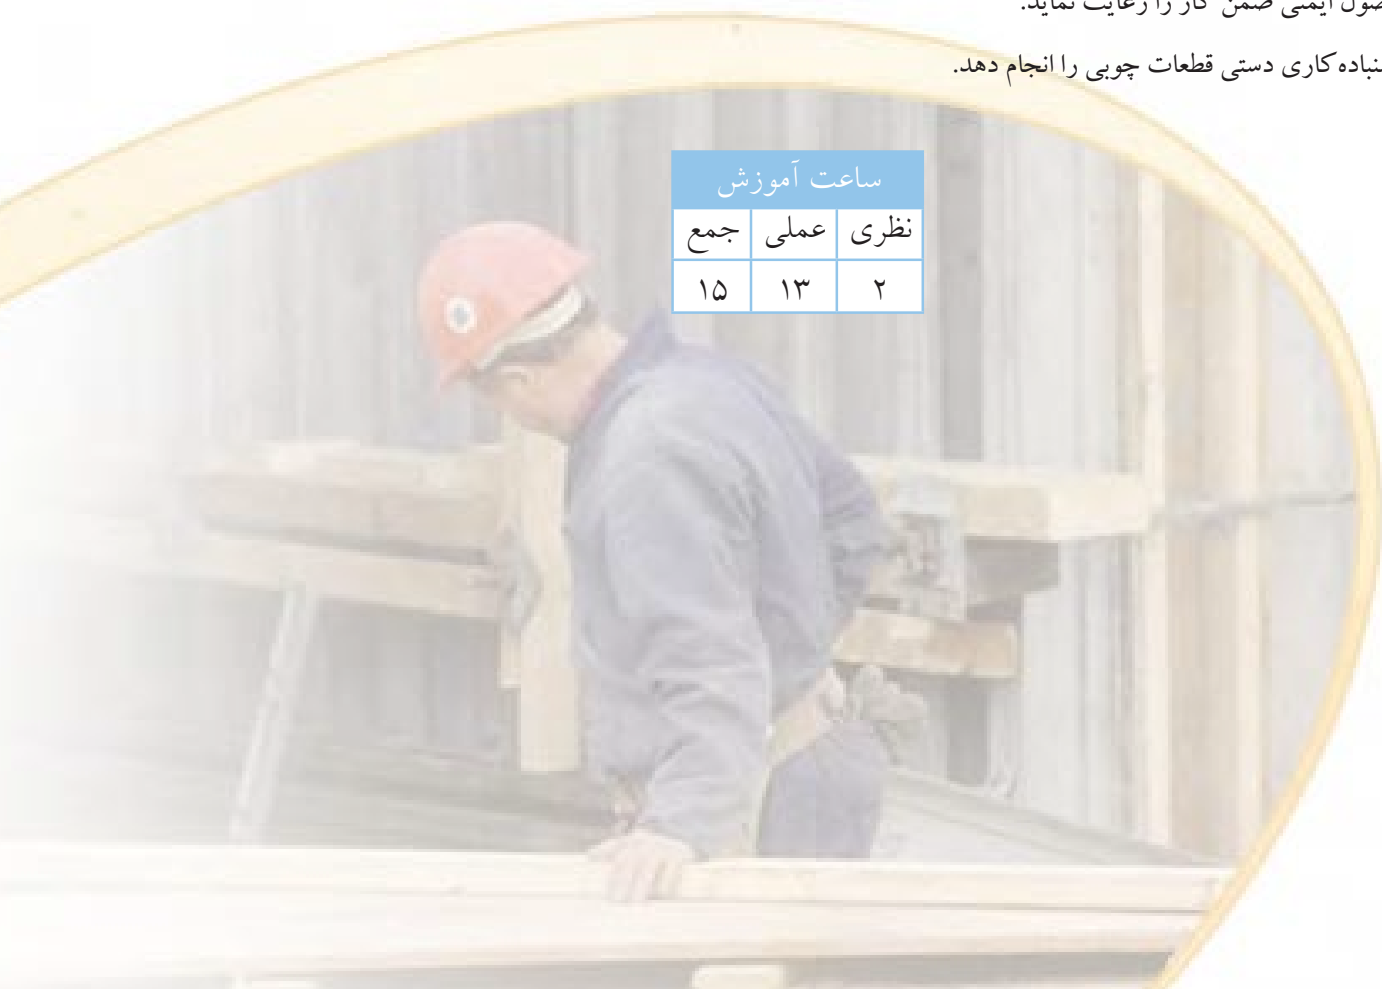 ایمنی ضمن کار را رعایت نماید.
کاری دستی قطعات چوبی را انجام دهد.
ساعت آموزش
نظری عملی جمع
۲ ۱۳ ۱۵